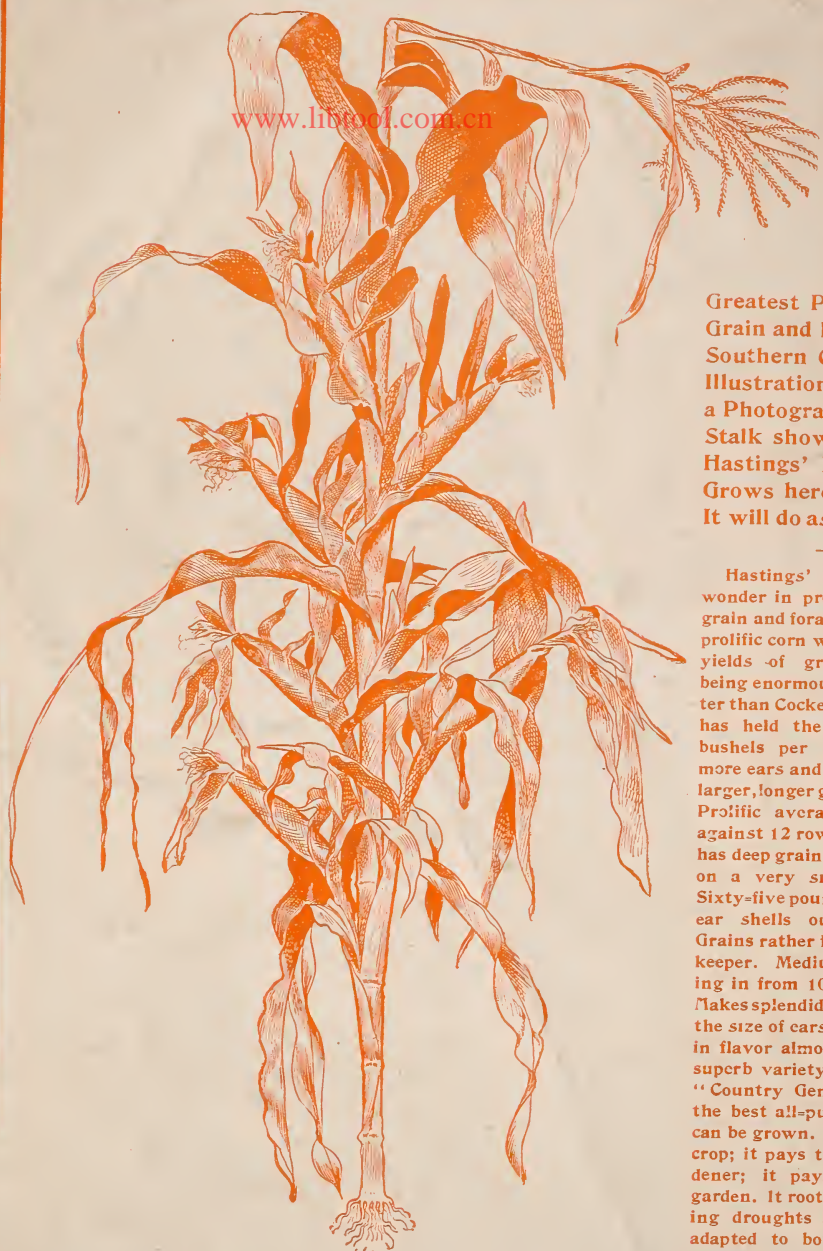 www.libtool.com.cn
Greatest P
Grain and
Southern
Illustration
a Photogra
Stalk show
Hastings'
Grows her
It will do as
Hastings'
wonder in pr
grain and fora
prolific corn w
yields of gr
being enormou
ter than Cocke
has held the
bushels per
more ears and
larger, longer g
Prolific avera
against 12 row
has deep grain
on a very sm
Sixty=five pou
ear shells ou
Grains rather
keeper. Mediu
ing in from 10
Makes splendid
the size of ears
in flavor almo
superb variety
"Country Gen
the best all=pu
can be grown.
crop; it pays t
dener; it pay
garden. It root
ing droughts
adapted to bo